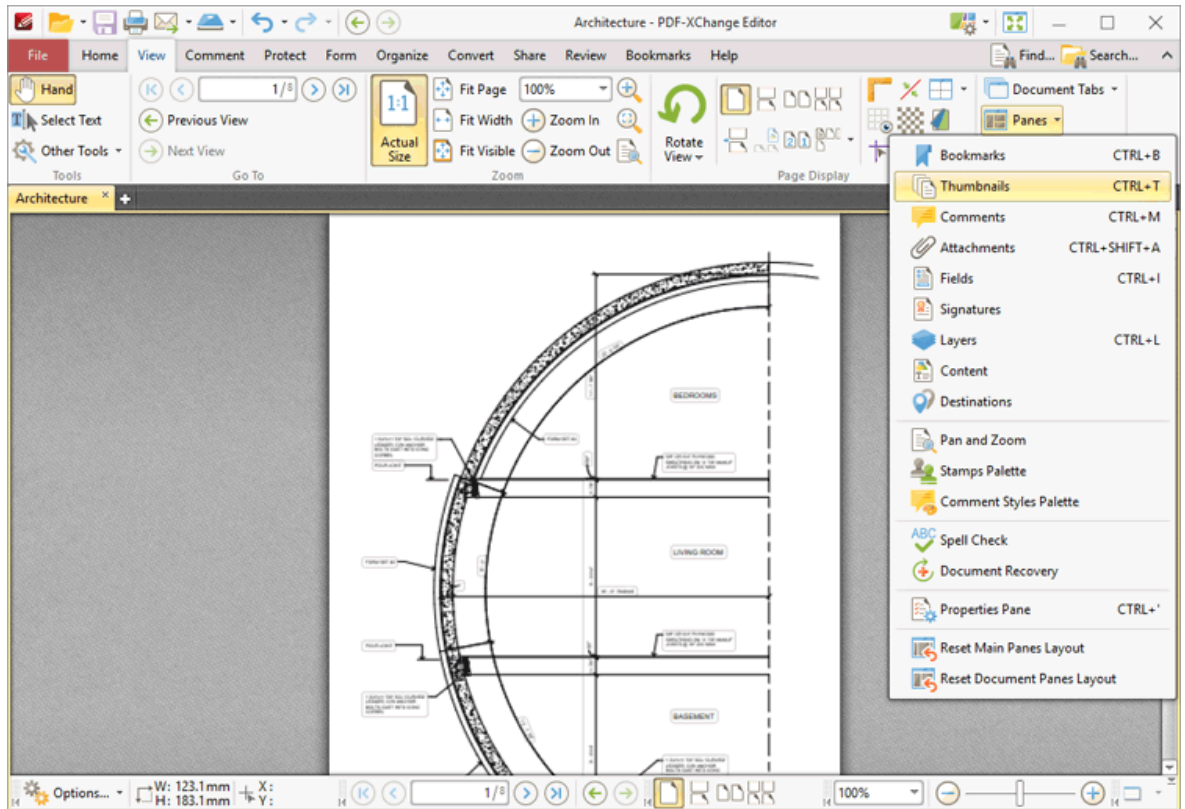 Architecture - PDF-XChange Editor
File Home View Comment Protect Form Organize Convert Share Review Bookmarks Help Find... Search...
Hand 1/8 1:1 Fit Page 100% Document Tabs
Select Text Previous View Fit Width Zoom In Panes
Other Tools Next View Actual Size Fit Visible Zoom Out Rotate View
Tools Go To Zoom Page Display
Architecture
Bookmarks CTRL+B
Thumbnails CTRL+T
Comments CTRL+M
Attachments CTRL+SHIFT+A
Fields CTRL+I
Signatures
Layers CTRL+L
Content
Destinations
Pan and Zoom
Stamps Palette
Comment Styles Palette
ABC Spell Check
Document Recovery
Properties Pane CTRL+'
Reset Main Panes Layout
Reset Document Panes Layout
BEDROOMS
LIVING ROOM
BASEMENT
Options... W: 123.1mm X: 1/8 100%
H: 183.1mm Y: